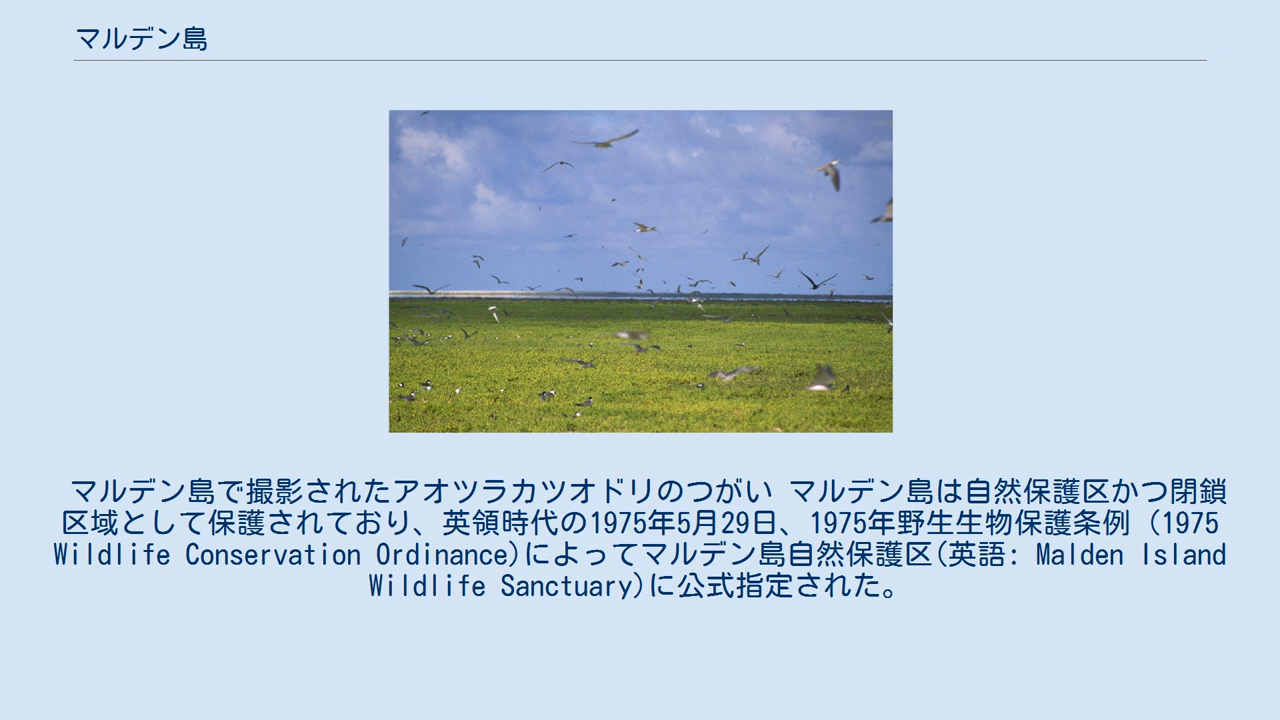 マルデン島
マルデン島で撮影されたアオツラカツオドリのつがい マルデン島は自然保護区かつ閉鎖
区域として保護されており、英領時代の1975年5月29日、1975年野生生物保護条例 (1975
Wildlife Conservation Ordinance)によってマルデン島自然保護区(英語: Malden Island
Wildlife Sanctuary)に公式指定された。